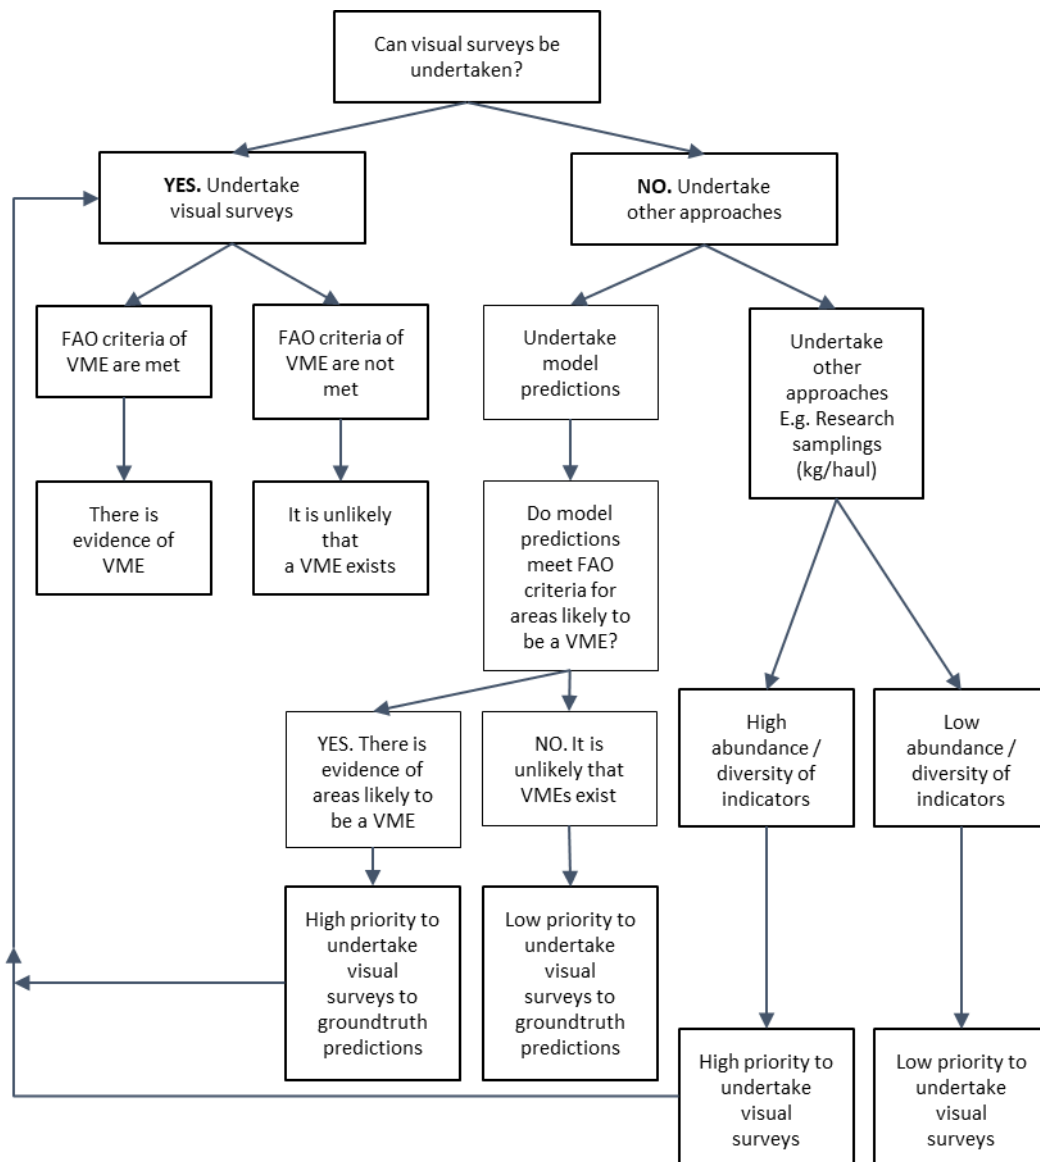 Can visual surveys be
undertaken?
YES. Undertake
visual surveys
NO. Undertake
other approaches
FAO criteria of
VME are met
FAO criteria of
VME are not
met
Undertake
model
predictions
Undertake
other
approaches
E.g. Research
samplings
(kg/haul)
There is
evidence of
VME
It is unlikely
that
a VME exists
Do model
predictions
meet FAO
criteria for
areas likely to
be a VME?
YES. There is
evidence of
areas likely to
be a VME
NO. It is
unlikely that
VMEs exist
High
abundance /
diversity of
indicators
Low
abundance /
diversity of
indicators
High priority to
undertake
visual
surveys to
groundtruth
predictions
Low priority to
undertake
visual
surveys to
groundtruth
predictions
High priority to
undertake
visual
surveys
Low priority to
undertake
visual
surveys